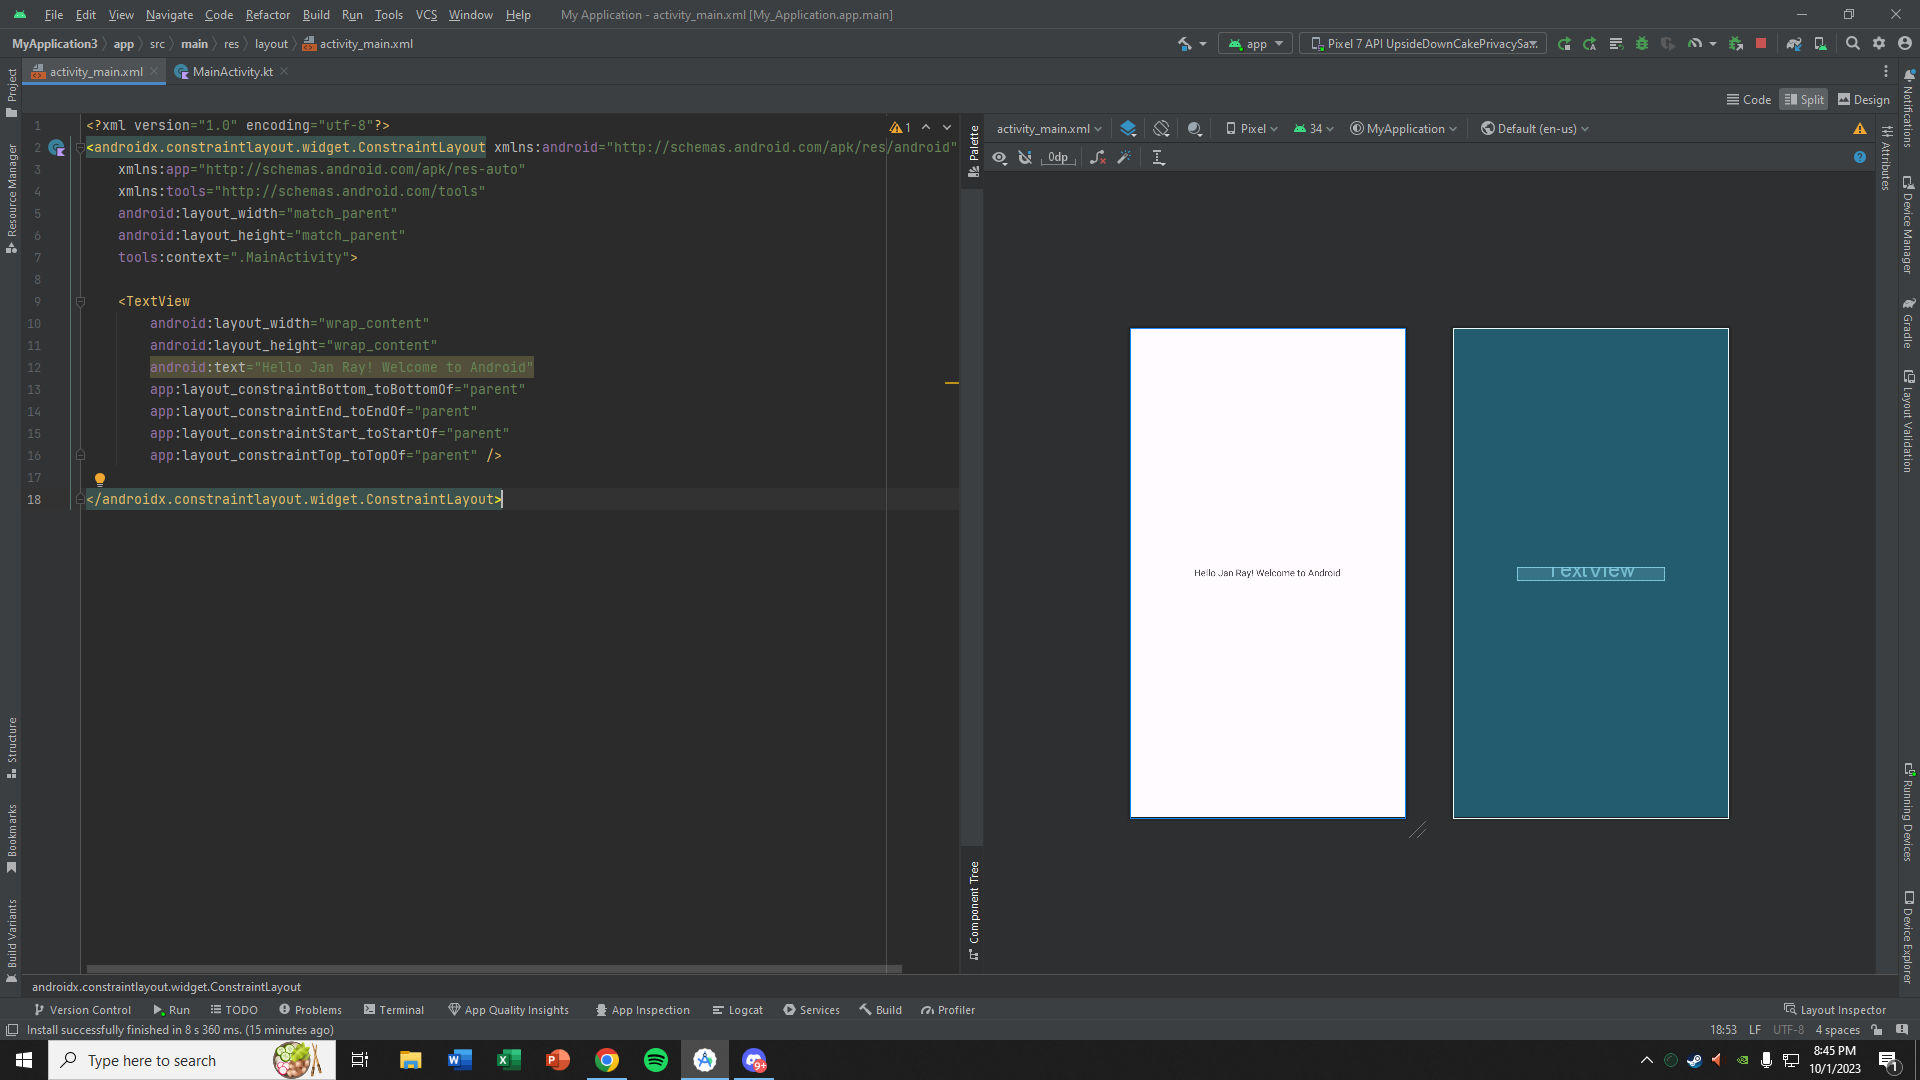 File Edit View Navigate Code Refactor Build Run Tools VCS Window Help My Application - activity_main.xml [My_Application.app.main]
MyApplication3 app src main res layout activity_main.xml app Pixel 7 API UpsideDownCakePrivacySa...
activity_main.xml MainActivity.kt
Code Split Design
activity_main.xml Pixel 34 MyApplication Default (en-us)
0dp
1 <?xml version="1.0" encoding="utf-8"?>
1
2 <androidx.constraintlayout.widget.ConstraintLayout xmlns:android="http://schemas.android.com/apk/res/android"
3 xmlns:app="http://schemas.android.com/apk/res-auto"
4 xmlns:tools="http://schemas.android.com/tools"
5 android:layout_width="match_parent"
6 android:layout_height="match_parent"
7 tools:context=".MainActivity">
8
9 <TextView
10 android:layout_width="wrap_content"
11 android:layout_height="wrap_content"
12 android:text="Hello Jan Ray! Welcome to Android"
13 app:layout_constraintBottom_toBottomOf="parent"
14 app:layout_constraintEnd_toEndOf="parent"
15 app:layout_constraintStart_toStartOf="parent"
16 app:layout_constraintTop_toTopOf="parent" />
17
18 </androidx.constraintlayout.widget.ConstraintLayout>
Hello Jan Ray! Welcome to Android
TextView
Project
Resource Manager
Structure
Bookmarks
Build Variants
Palette
Component Tree
Attributes
Notifications
Device Manager
Gradle
Layout Validation
Running Devices
Device Explorer
androidx.constraintlayout.widget.ConstraintLayout
Version Control Run TODO Problems Terminal App Quality Insights App Inspection Logcat Services Build Profiler Layout Inspector
Install successfully finished in 8 s 360 ms. (15 minutes ago) 18:53 LF UTF-8 4 spaces
Type here to search
9+
8:45 PM
10/1/2023
1